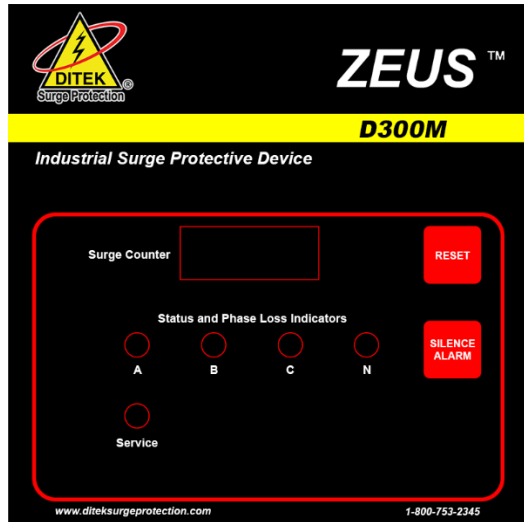 DITEK
®
Surge Protection
ZEUS ™
D300M
Industrial Surge Protective Device
Surge Counter
RESET
Status and Phase Loss Indicators
A B C N
SILENCE
ALARM
Service
www.diteksurgeprotection.com 1-800-753-2345